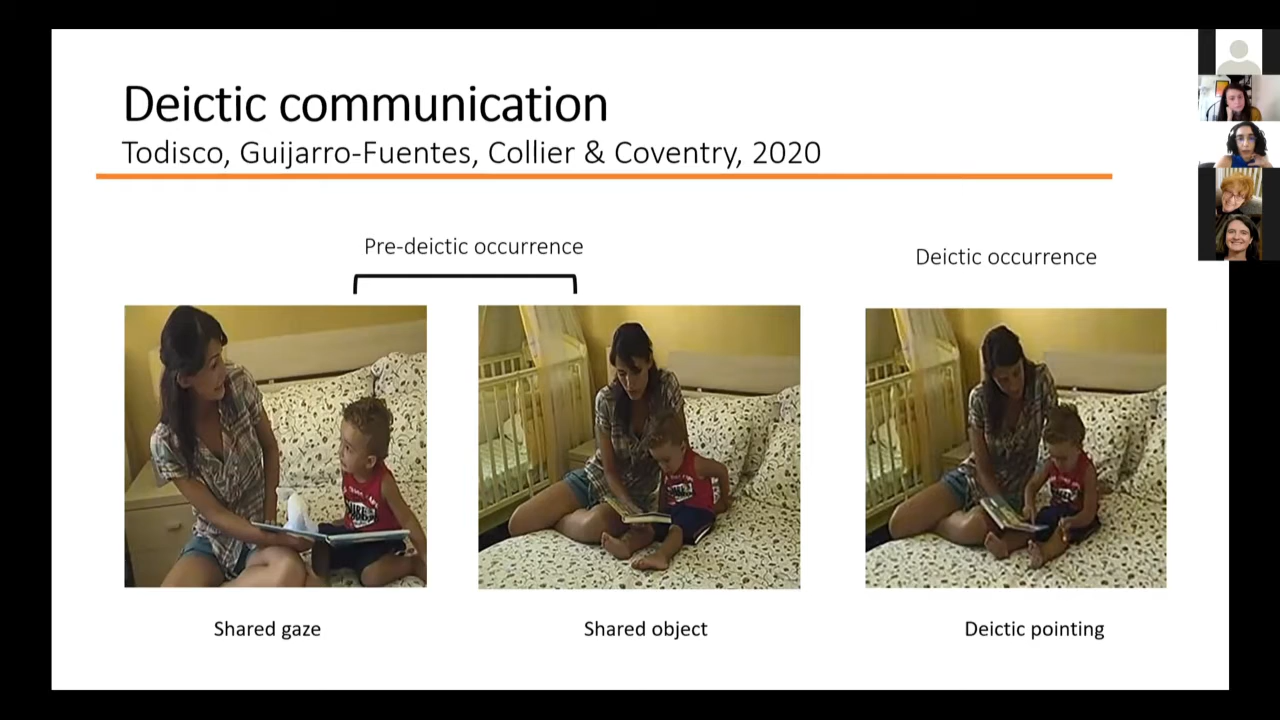 Deictic communication
Todisco, Guijarro-Fuentes, Collier & Coventry, 2020
Pre-deictic occurrence
Deictic occurrence
Shared gaze
Shared object
Deictic pointing